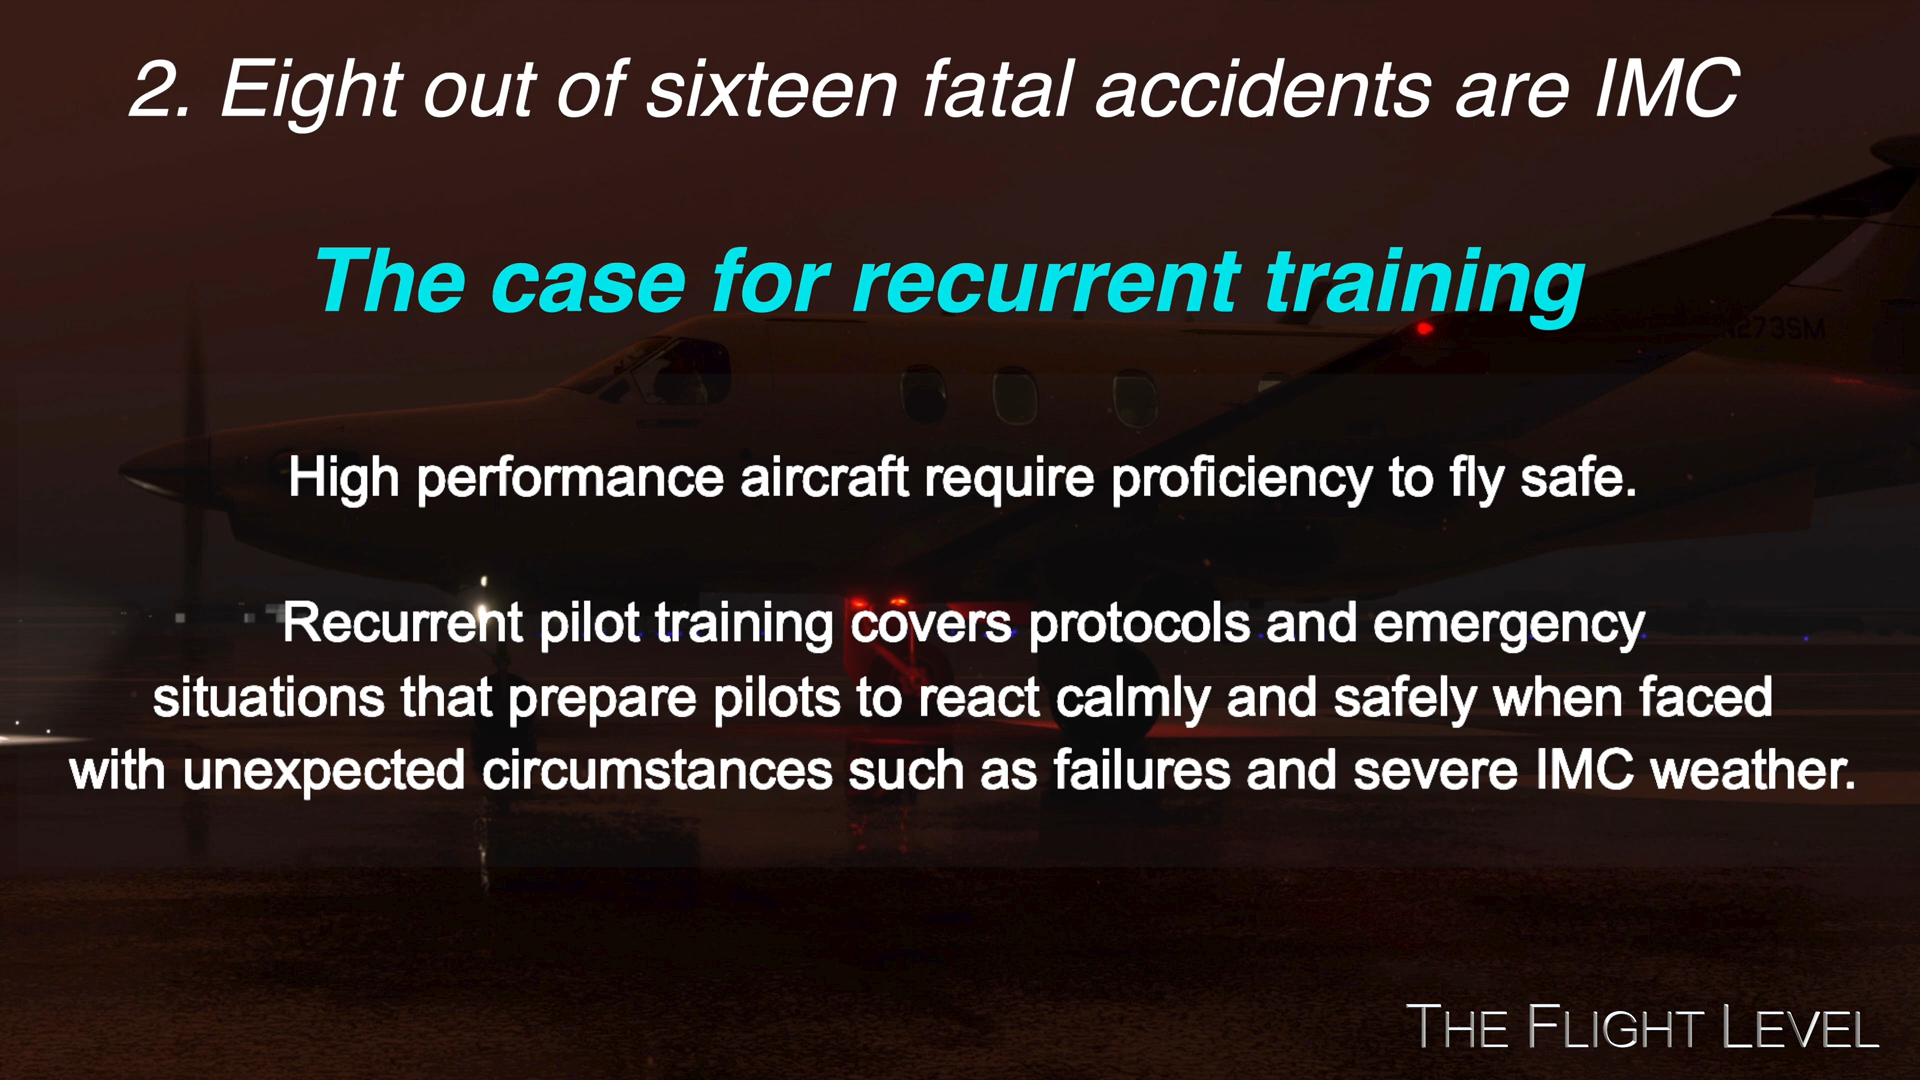 2. Eight out of sixteen fatal accidents are IMC
The case for recurrent training
N273SM
High performance aircraft require proficiency to fly safe.
Recurrent pilot training covers protocols and emergency
situations that prepare pilots to react calmly and safely when faced
with unexpected circumstances such as failures and severe IMC weather.
THE FLIGHT LEVEL